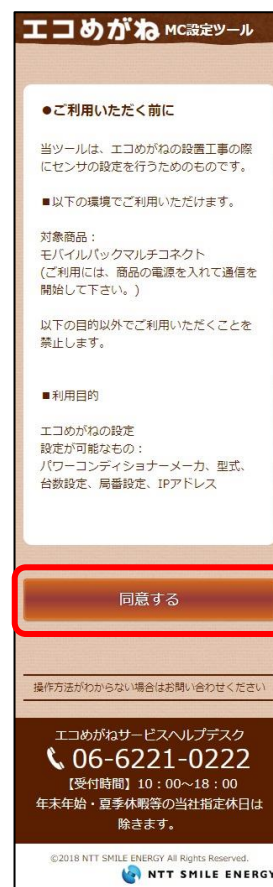 エコめがね MC設定ツール
●ご利用いただく前に
当ツールは、エコめがねの設置工事の際
にセンサの設定を行うためのものです。
■以下の環境でご利用いただけます。
対象商品：
モバイルパックマルチコネクト
(ご利用には、商品の電源を入れて通信を
開始して下さい。)
以下の目的以外でご利用いただくことを
禁止します。
■利用目的
エコめがねの設定
設定が可能なもの：
パワーコンディショナーメーカ、型式、
台数設定、局番設定、IPアドレス
同意する
操作方法がわからない場合はお問い合わせください
エコめがねサービスヘルプデスク
06-6221-0222
【受付時間】10：00～18：00
年末年始・夏季休暇等の当社指定休日は
除きます。
©2018 NTT SMILE ENERGY All Rights Reserved.
NTT SMILE ENERGY